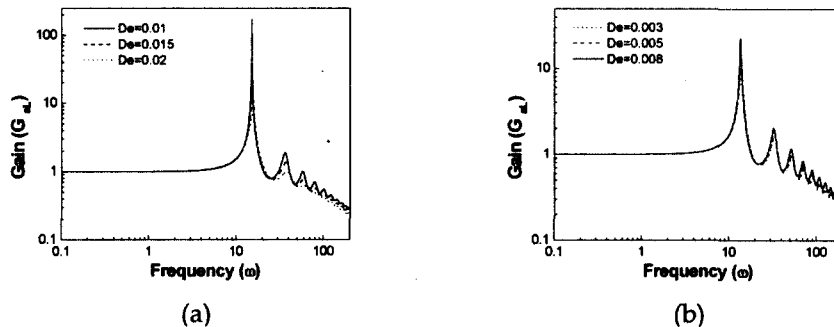 De=0.01
De=0.015
De=0.02
Gain (G aL)
100
10
1
0.1
0.1 1 10 100
Frequency (ω)
(a)
De=0.003
De=0.005
De=0.008
Gain (G aL)
10
1
0.1
0.1 1 10 100
Frequency (ω)
(b)